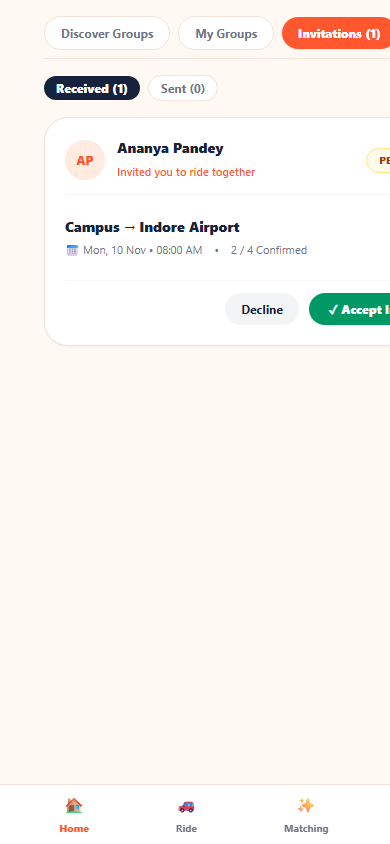 Discover Groups My Groups Invitations (1)
Received (1) Sent (0)
AP Ananya Pandey
Invited you to ride together
Campus → Indore Airport
Mon, 10 Nov • 08:00 AM • 2 / 4 Confirmed
Decline ✓ Accept
Home Ride Matching